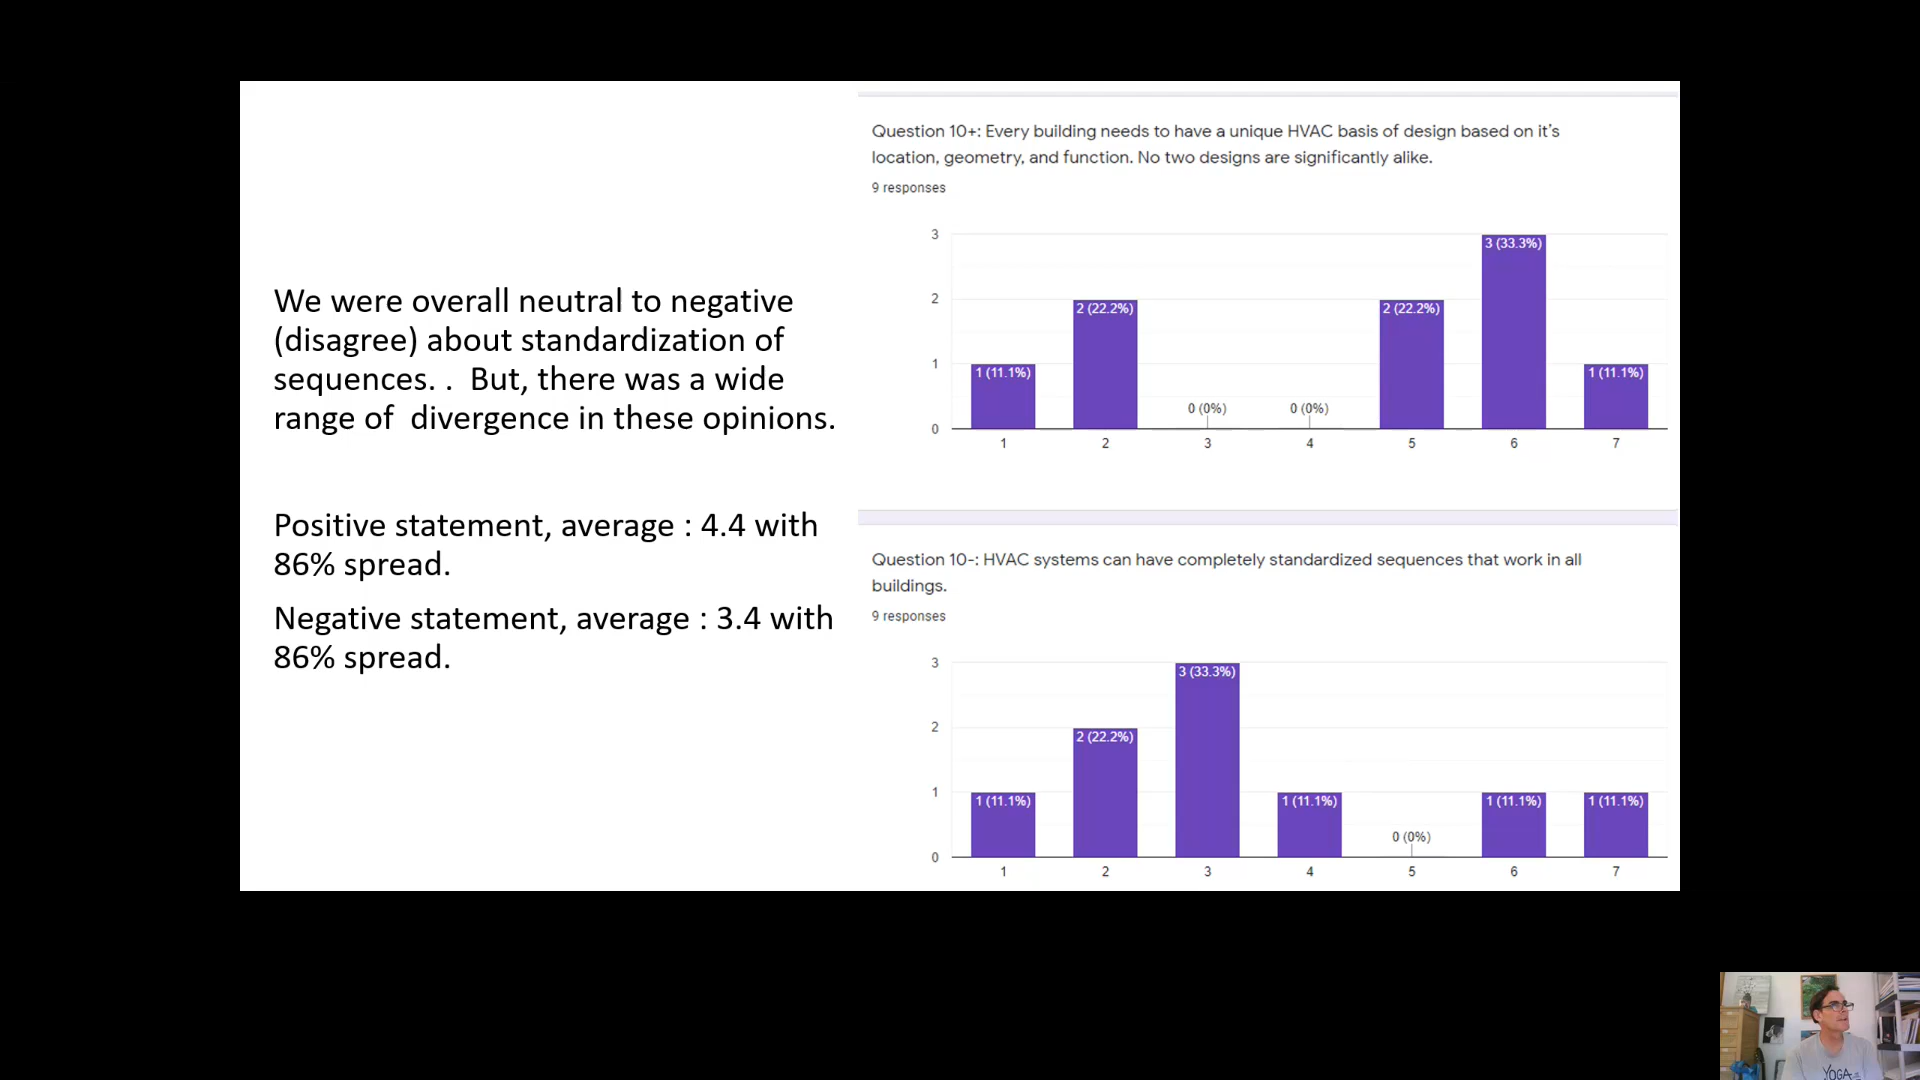 We were overall neutral to negative
(disagree) about standardization of
sequences. .  But, there was a wide
range of  divergence in these opinions.
Positive statement, average : 4.4 with
86% spread.
Negative statement, average : 3.4 with
86% spread.
Question 10+: Every building needs to have a unique HVAC basis of design based on it's
location, geometry, and function. No two designs are significantly alike.
9 responses
3
2
1
0
1 (11.1%)
2 (22.2%)
0 (0%)
0 (0%)
2 (22.2%)
3 (33.3%)
1 (11.1%)
1 2 3 4 5 6 7
Question 10-: HVAC systems can have completely standardized sequences that work in all
buildings.
9 responses
3
2
1
0
1 (11.1%)
2 (22.2%)
3 (33.3%)
1 (11.1%)
0 (0%)
1 (11.1%)
1 (11.1%)
1 2 3 4 5 6 7
YOGA